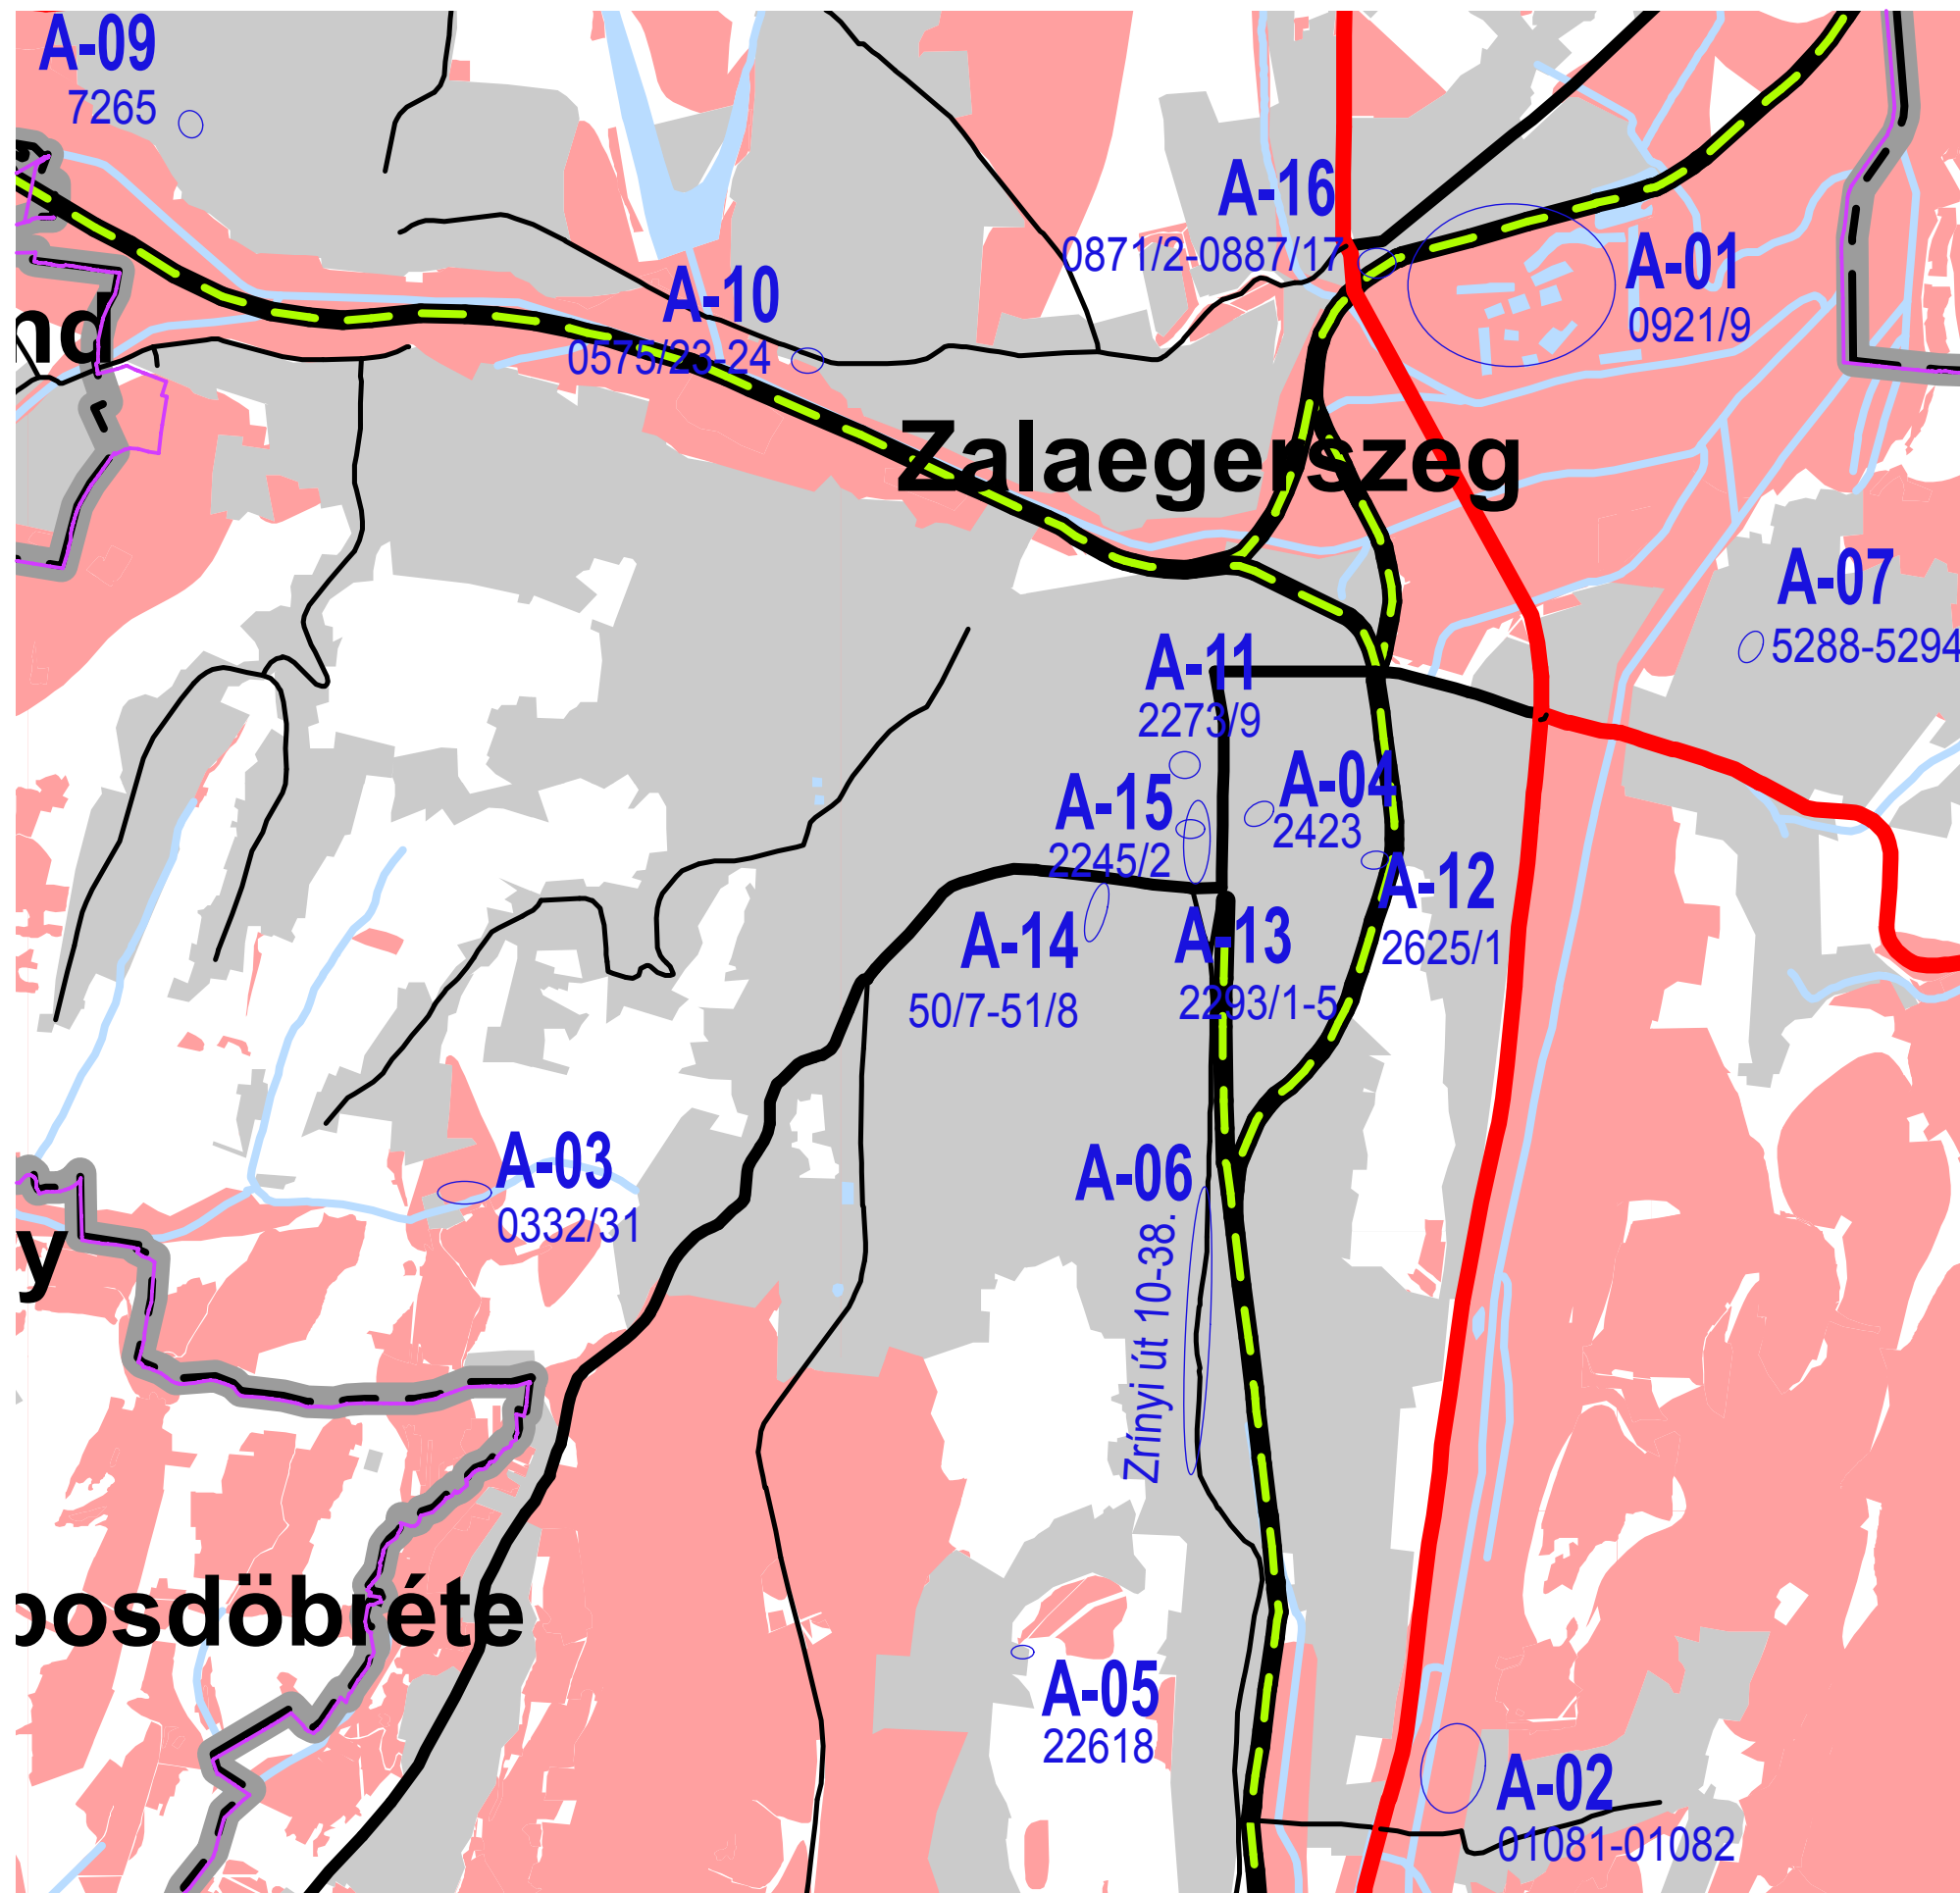 A-09
7265
A-16
0871/2-0887/17
A-01
0921/9
A-10
0575/23-24
nd
Zalaegerszeg
A-07
5288-5294
A-11
2273/9
A-15
2245/2
A-04
2423
A-12
2625/1
A-14
50/7-51/8
A-13
2293/1-5
A-03
0332/31
A-06
Zrínyi út 10-38.
y
posdöbréte
A-05
22618
A-02
01081-01082